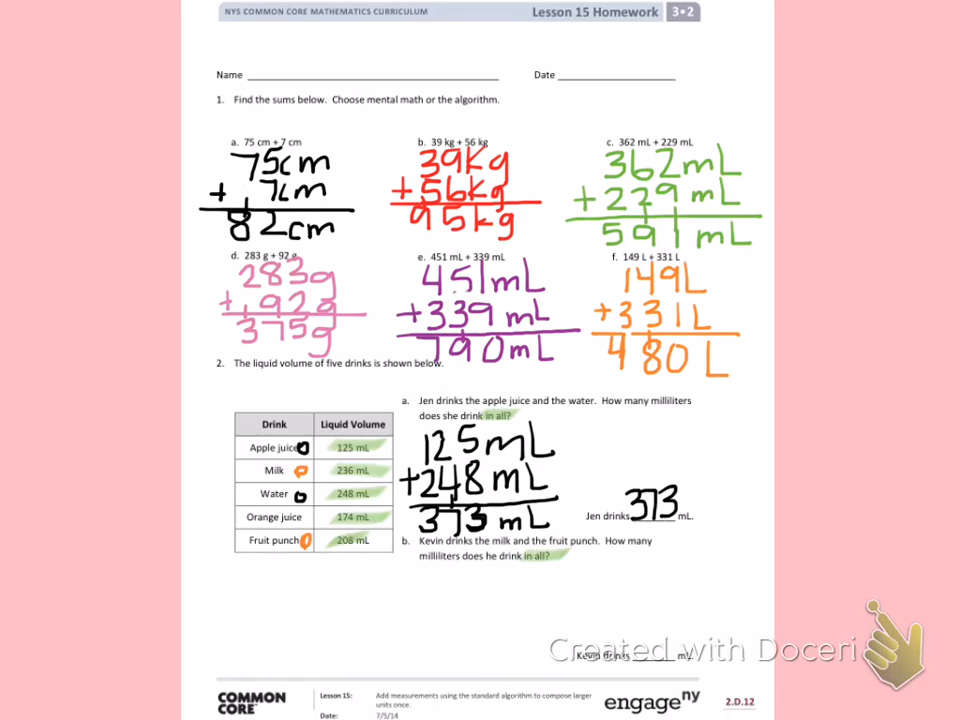 NYS COMMON CORE MATHEMATICS CURRICULUM Lesson 15 Homework 3•2
Name Date
1. Find the sums below. Choose mental math or the algorithm.
a. 75 cm + 7 cm b. 39 kg + 56 kg c. 362 mL + 229 mL
75cm 39Kg 362mL
+ 7cm +56Kg +229 mL
82cm 95kg 591 mL
d. 283 g + 92 g e. 451 mL + 339 mL f. 149 L + 331 L
283g 451mL 149L
+ 92g +339 mL +331L
375g 790mL 480L
2. The liquid volume of five drinks is shown below.
a. Jen drinks the apple juice and the water. How many milliliters
does she drink in all?
Drink Liquid Volume
Apple juice 125 mL
Milk 236 mL
Water 248 mL
Orange juice 174 mL
Fruit punch 208 mL
125mL
+248mL
373 mL
Jen drinks 373 mL.
b. Kevin drinks the milk and the fruit punch. How many
milliliters does he drink in all?
Kevin drinks mL.
Created with Doceri
COMMON CORE
Lesson 15: Add measurements using the standard algorithm to compose larger
units once.
Date: 7/5/14
engageny
2.D.12